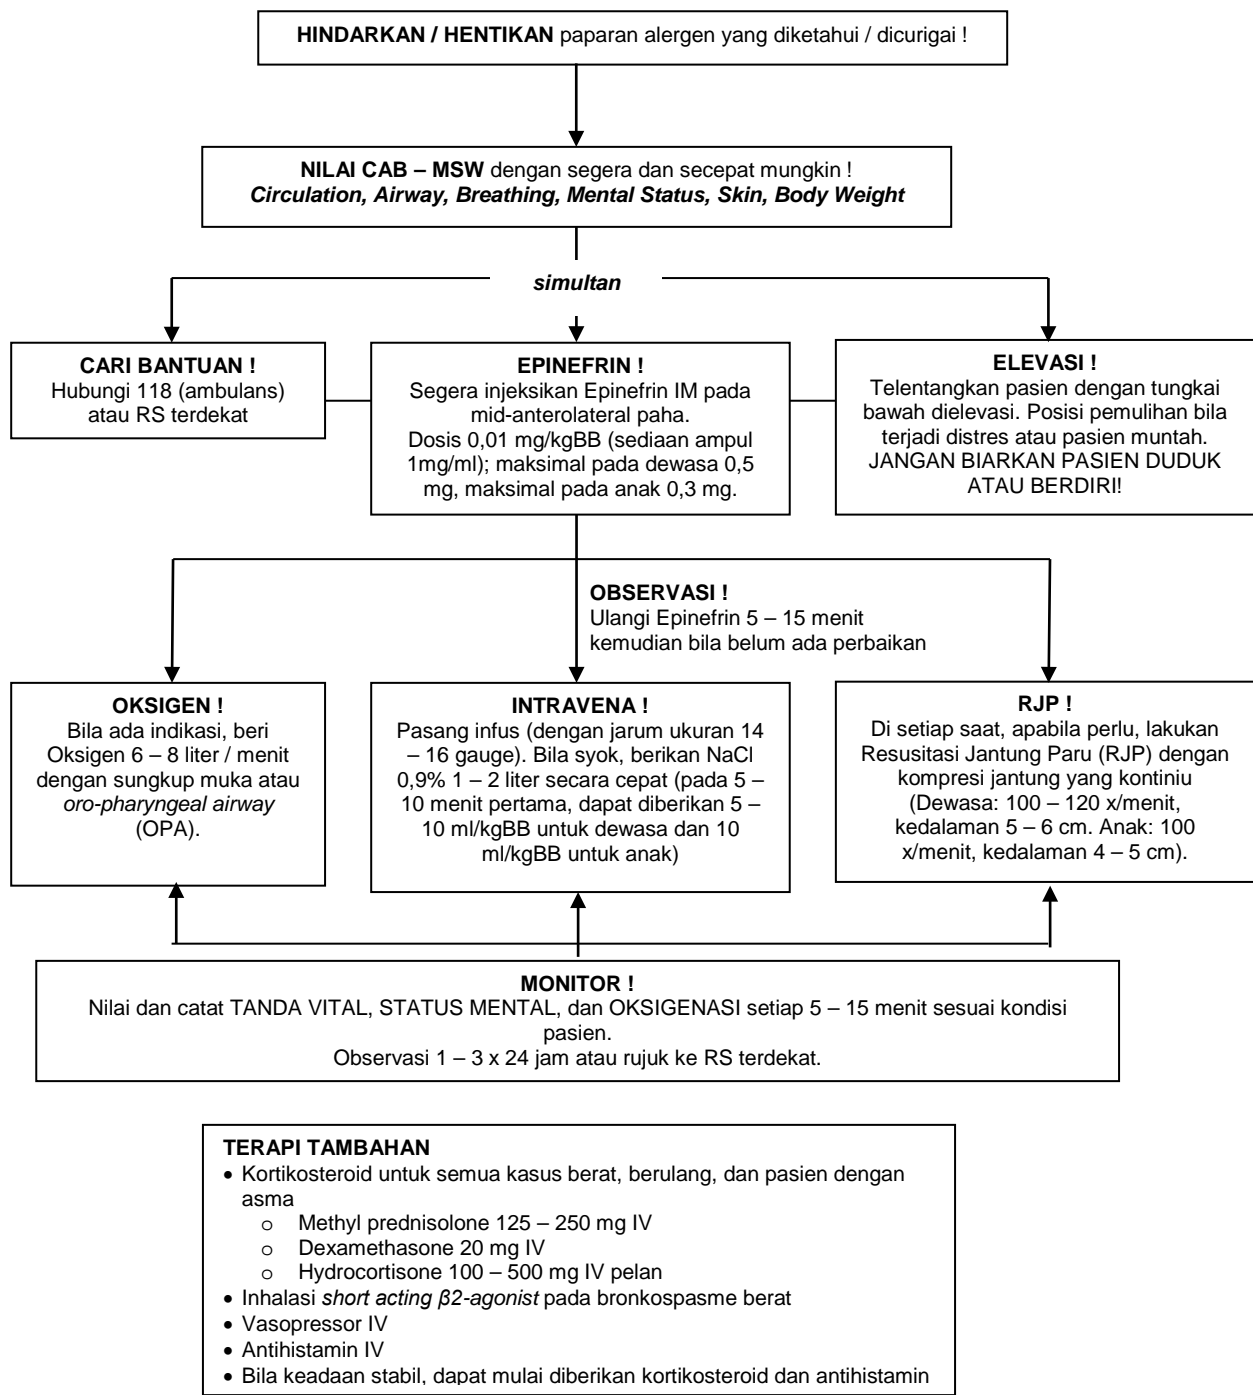 HINDARKAN / HENTIKAN paparan alergen yang diketahui / dicurigai !
NILAI CAB – MSW dengan segera dan secepat mungkin !
Circulation, Airway, Breathing, Mental Status, Skin, Body Weight
simultan
CARI BANTUAN !
Hubungi 118 (ambulans)
atau RS terdekat
EPINEFRIN !
Segera injeksikan Epinefrin IM pada
mid-anterolateral paha.
Dosis 0,01 mg/kgBB (sediaan ampul
1mg/ml); maksimal pada dewasa 0,5
mg, maksimal pada anak 0,3 mg.
ELEVASI !
Telentangkan pasien dengan tungkai
bawah dielevasi. Posisi pemulihan bila
terjadi distres atau pasien muntah.
JANGAN BIARKAN PASIEN DUDUK
ATAU BERDIRI!
OBSERVASI !
Ulangi Epinefrin 5 – 15 menit
kemudian bila belum ada perbaikan
OKSIGEN !
Bila ada indikasi, beri
Oksigen 6 – 8 liter / menit
dengan sungkup muka atau
oro-pharyngeal airway
(OPA).
INTRAVENA !
Pasang infus (dengan jarum ukuran 14
– 16 gauge). Bila syok, berikan NaCl
0,9% 1 – 2 liter secara cepat (pada 5 –
10 menit pertama, dapat diberikan 5 –
10 ml/kgBB untuk dewasa dan 10
ml/kgBB untuk anak)
RJP !
Di setiap saat, apabila perlu, lakukan
Resusitasi Jantung Paru (RJP) dengan
kompresi jantung yang kontiniu
(Dewasa: 100 – 120 x/menit,
kedalaman 5 – 6 cm. Anak: 100
x/menit, kedalaman 4 – 5 cm).
MONITOR !
Nilai dan catat TANDA VITAL, STATUS MENTAL, dan OKSIGENASI setiap 5 – 15 menit sesuai kondisi
pasien.
Observasi 1 – 3 x 24 jam atau rujuk ke RS terdekat.
TERAPI TAMBAHAN
• Kortikosteroid untuk semua kasus berat, berulang, dan pasien dengan
asma
o Methyl prednisolone 125 – 250 mg IV
o Dexamethasone 20 mg IV
o Hydrocortisone 100 – 500 mg IV pelan
• Inhalasi short acting β2-agonist pada bronkospasme berat
• Vasopressor IV
• Antihistamin IV
• Bila keadaan stabil, dapat mulai diberikan kortikosteroid dan antihistamin